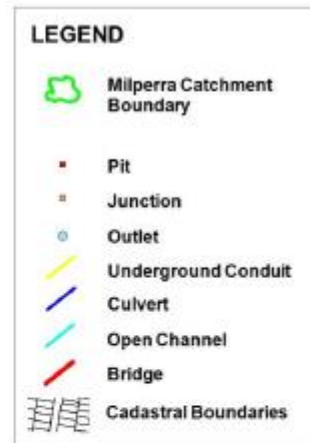 LEGEND
Milperra Catchment
Boundary
Pit
Junction
Outlet
Underground Conduit
Culvert
Open Channel
Bridge
Cadastral Boundaries